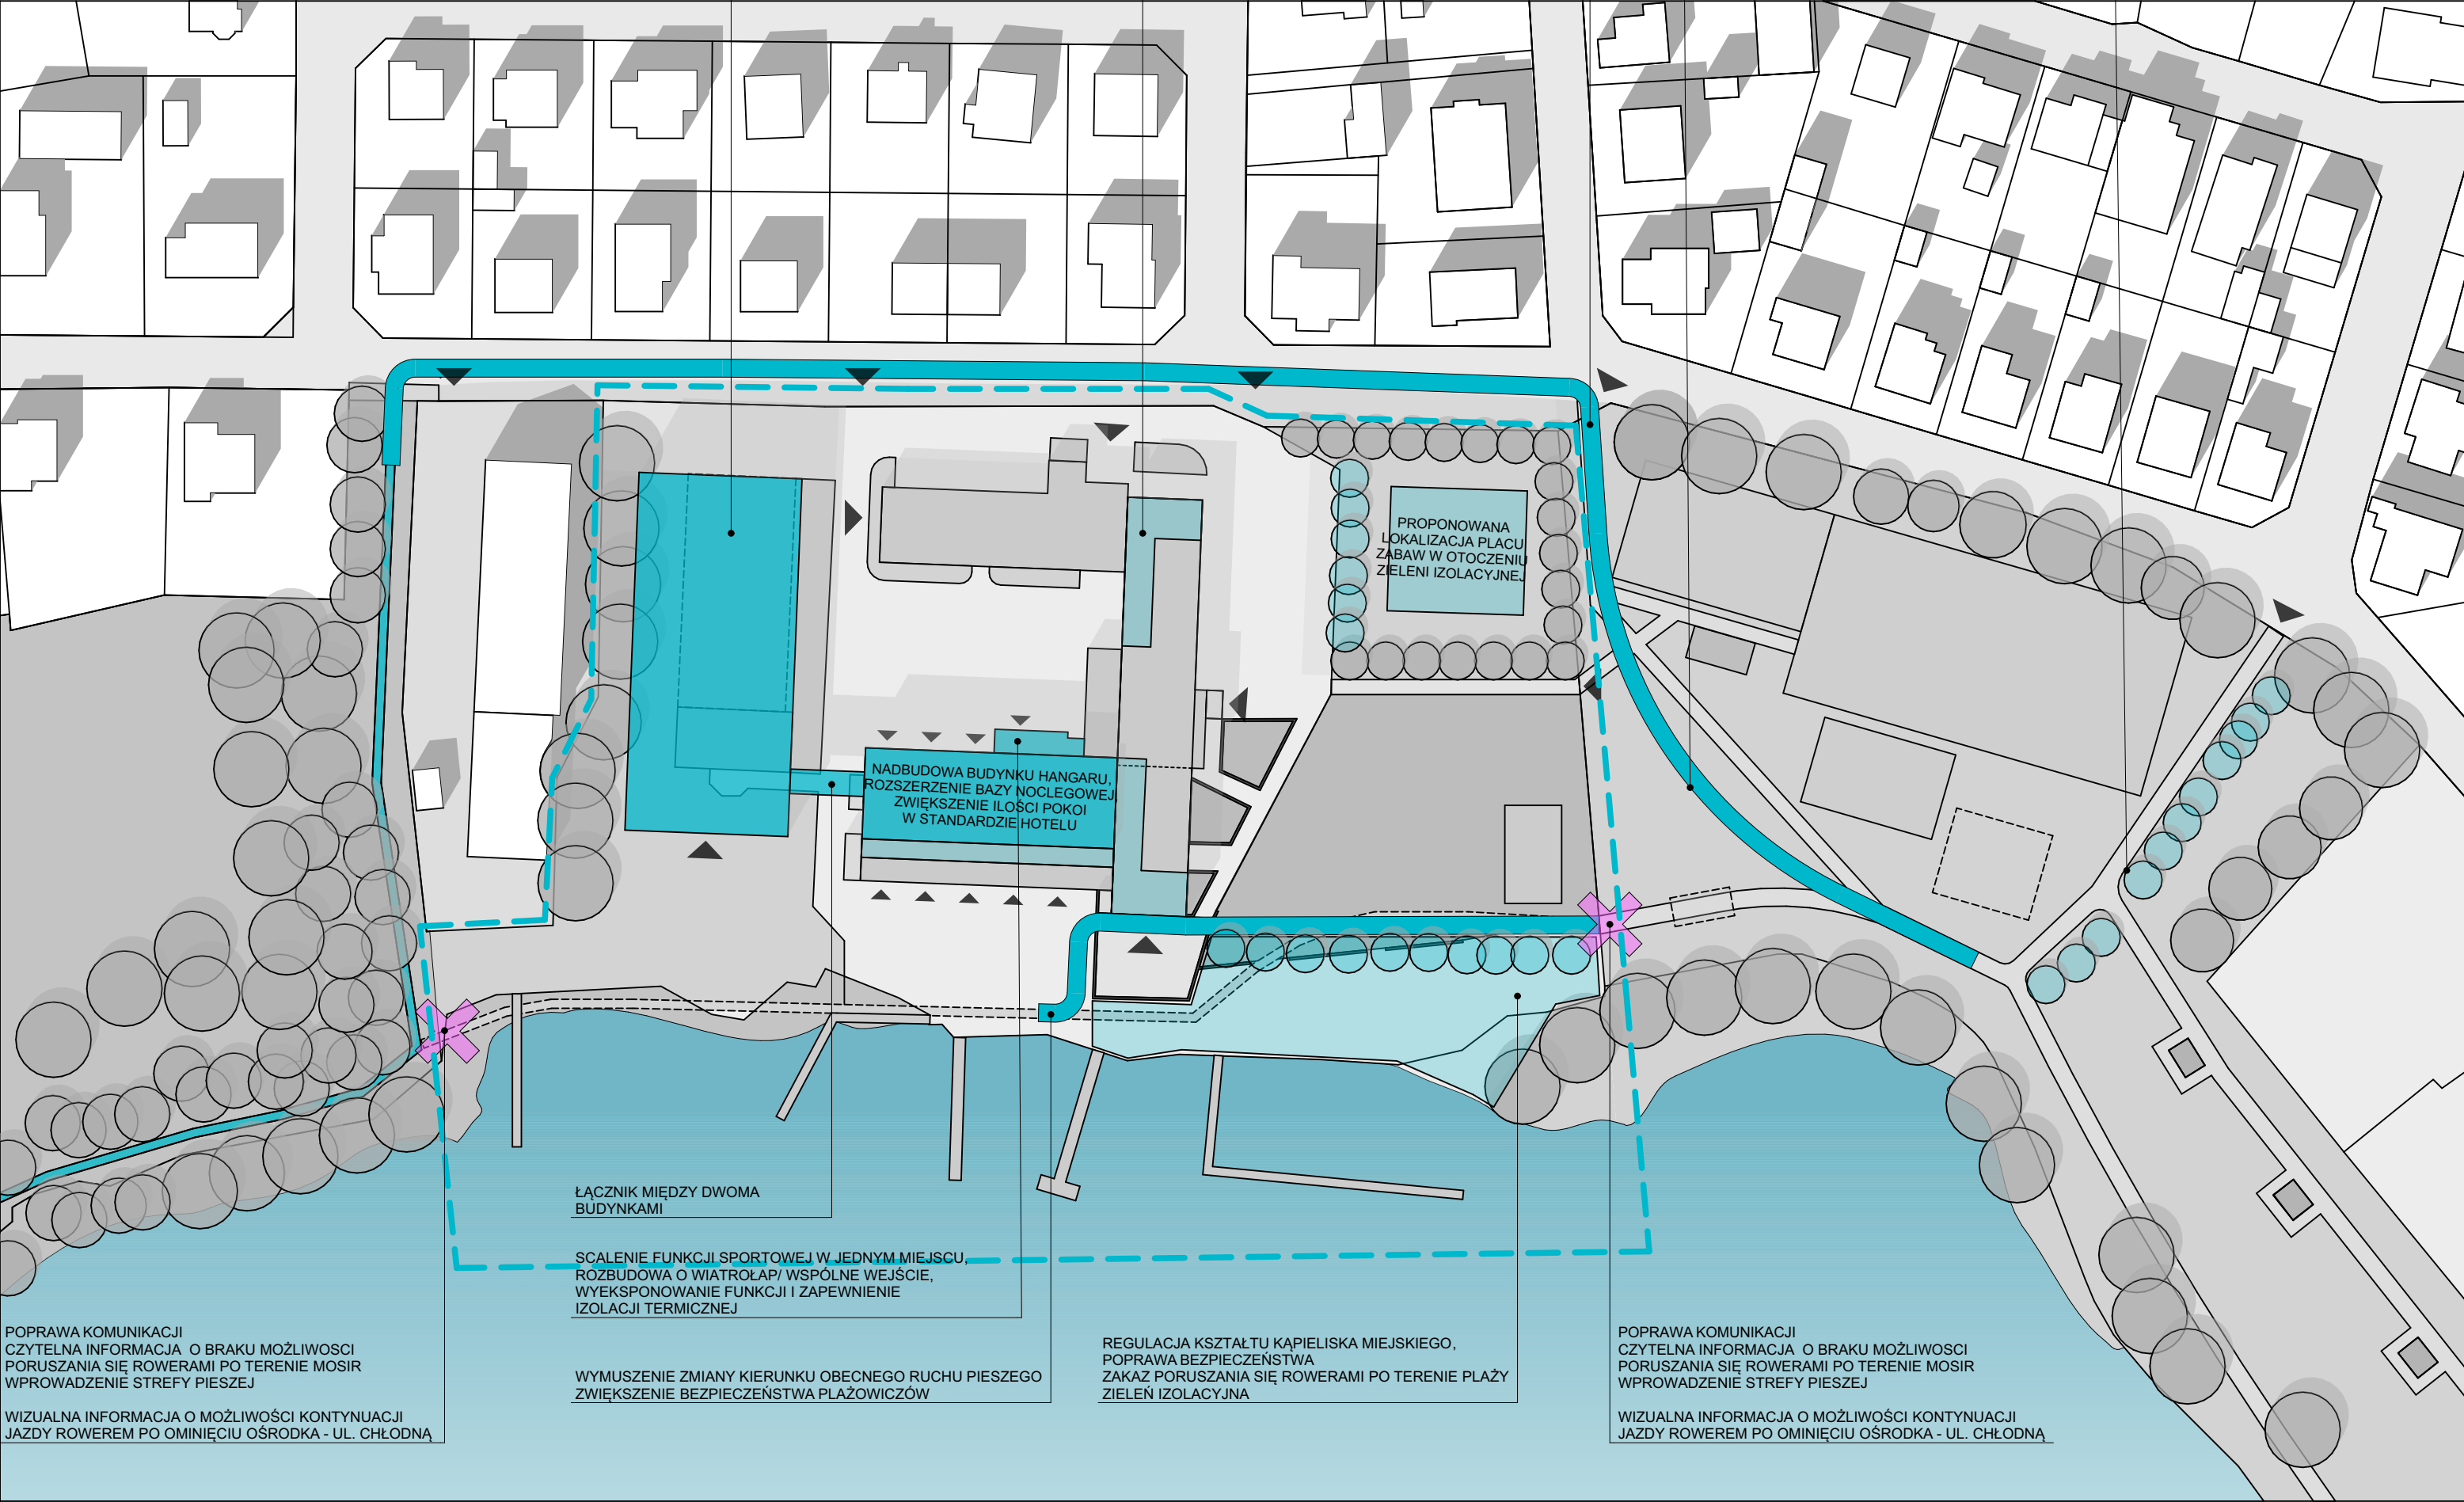 PROPONOWANA
LOKALIZACJA PLACU
ZABAW W OTOCZENIU
ZIELENI IZOLACYJNEJ
NADBUDOWA BUDYNKU HANGARU,
ROZSZERZENIE BAZY NOCLEGOWEJ,
ZWIĘKSZENIE ILOŚCI POKOI
W STANDARDZIE HOTELU
ŁĄCZNIK MIĘDZY DWOMA
BUDYNKAMI
SCALENIE FUNKCJI SPORTOWEJ W JEDNYM MIEJSCU,
ROZBUDOWA O WIATROŁAP/ WSPÓLNE WEJŚCIE,
WYEKSPONOWANIE FUNKCJI I ZAPEWNIENIE
IZOLACJI TERMICZNEJ
WYMUSZENIE ZMIANY KIERUNKU OBECNEGO RUCHU PIESZEGO
ZWIĘKSZENIE BEZPIECZEŃSTWA PLAŻOWICZÓW
POPRAWA KOMUNIKACJI
CZYTELNA INFORMACJA O BRAKU MOŻLIWOSCI
PORUSZANIA SIĘ ROWERAMI PO TERENIE MOSIR
WPROWADZENIE STREFY PIESZEJ
WIZUALNA INFORMACJA O MOŻLIWOŚCI KONTYNUACJI
JAZDY ROWEREM PO OMINIĘCIU OŚRODKA - UL. CHŁODNĄ
REGULACJA KSZTAŁTU KĄPIELISKA MIEJSKIEGO,
POPRAWA BEZPIECZEŃSTWA
ZAKAZ PORUSZANIA SIĘ ROWERAMI PO TERENIE PLAŻY
ZIELEŃ IZOLACYJNA
POPRAWA KOMUNIKACJI
CZYTELNA INFORMACJA O BRAKU MOŻLIWOSCI
PORUSZANIA SIĘ ROWERAMI PO TERENIE MOSIR
WPROWADZENIE STREFY PIESZEJ
WIZUALNA INFORMACJA O MOŻLIWOŚCI KONTYNUACJI
JAZDY ROWEREM PO OMINIĘCIU OŚRODKA - UL. CHŁODNĄ